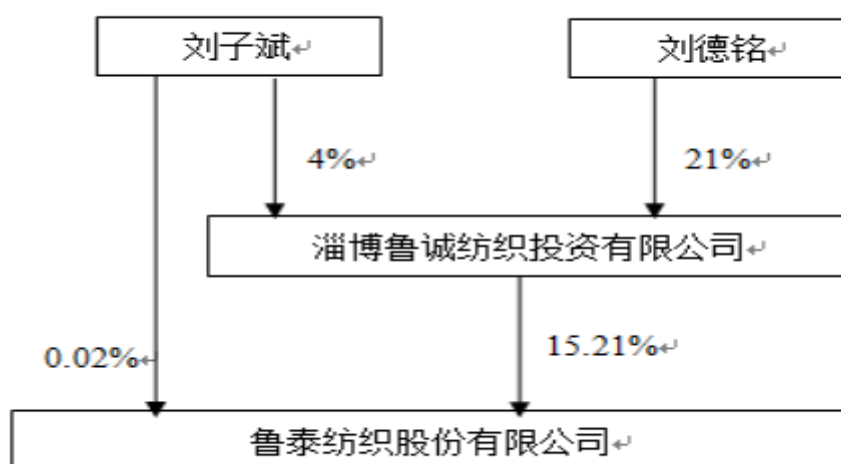 刘子斌
刘德铭
4%
21%
淄博鲁诚纺织投资有限公司
0.02%
15.21%
鲁泰纺织股份有限公司